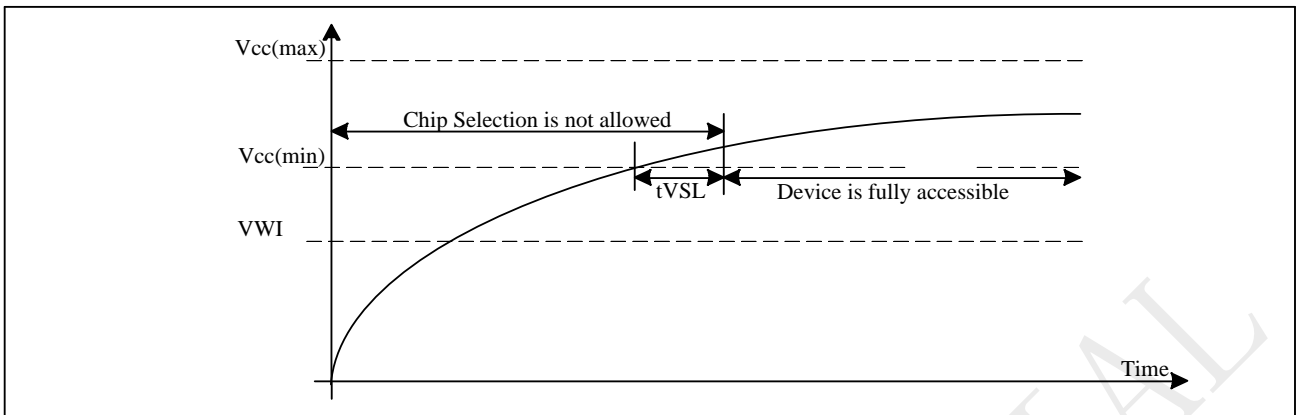 Vcc(max)
Chip Selection is not allowed
Vcc(min)
tVSL
Device is fully accessible
VWI
Time